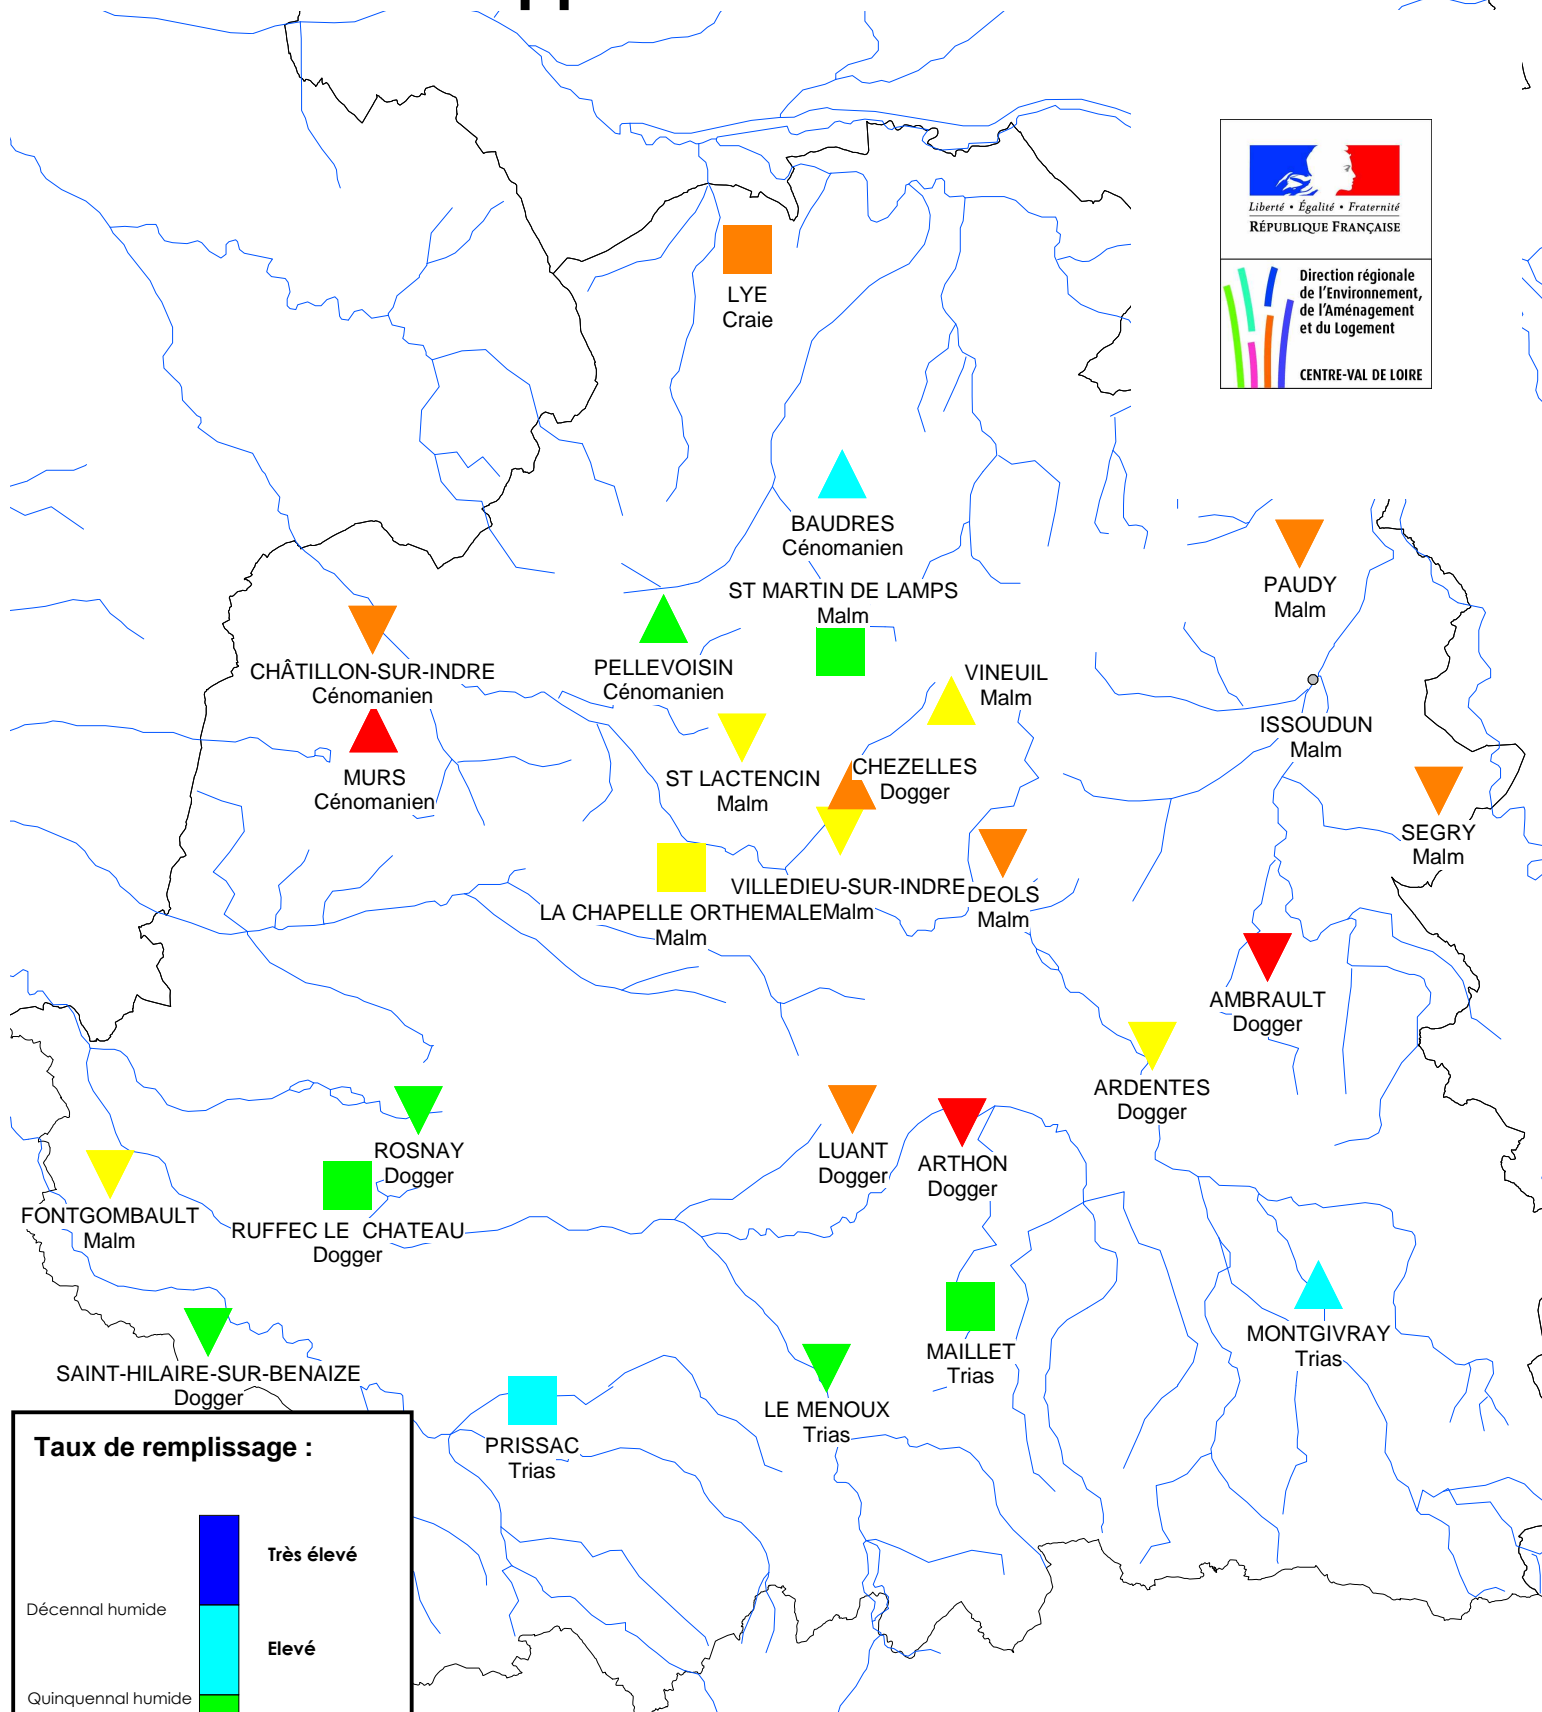 Liberté • Égalité • Fraternité
RÉPUBLIQUE FRANÇAISE
Direction régionale
de l'Environnement,
de l'Aménagement
et du Logement
CENTRE-VAL DE LOIRE
LYE
Craie
BAUDRES
Cénomanien
ST MARTIN DE LAMPS
Malm
PAUDY
Malm
CHÂTILLON-SUR-INDRE
Cénomanien
PELLEVOISIN
Cénomanien
VINEUIL
Malm
ISSOUDUN
Malm
MURS
Cénomanien
ST LACTENCIN
Malm
CHEZELLES
Dogger
SEGRY
Malm
VILLEDIEU-SUR-INDRE
Malm
DEOLS
Malm
LA CHAPELLE ORTHEMALE
Malm
AMBRAULT
Dogger
ARDENTES
Dogger
ROSNAY
Dogger
LUANT
Dogger
ARTHON
Dogger
FONTGOMBAULT
Malm
RUFFEC LE  CHATEAU
Dogger
MONTGIVRAY
Trias
MAILLET
Trias
SAINT-HILAIRE-SUR-BENAIZE
Dogger
LE MENOUX
Trias
PRISSAC
Trias
Taux de remplissage :
Très élevé
Décennal humide
Elevé
Quinquennal humide